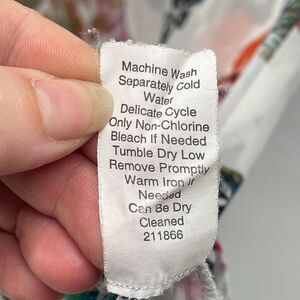 Machine Wash
Separately Cold
Water
Delicate Cycle
Only Non-Chlorine
Bleach If Needed
Tumble Dry Low
Remove Promptly
Warm Iron If
Needed
Can Be Dry
Cleaned
211866